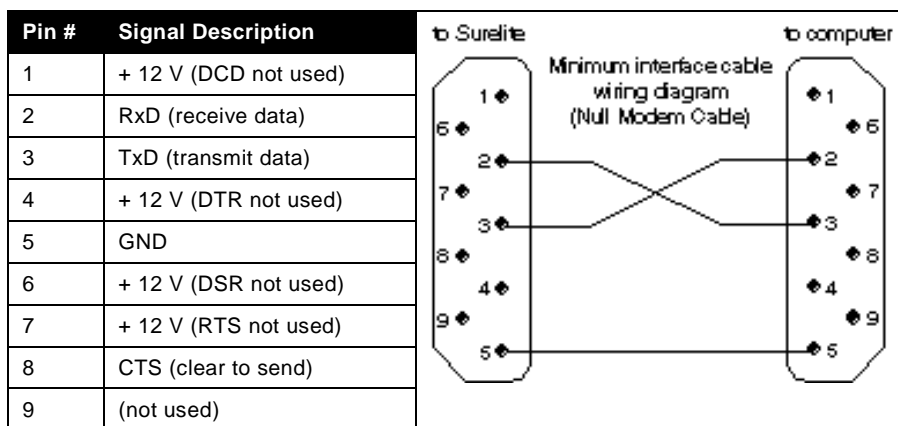 Pin # Signal Description
1 + 12 V (DCD not used)
2 RxD (receive data)
3 TxD (transmit data)
4 + 12 V (DTR not used)
5 GND
6 + 12 V (DSR not used)
7 + 12 V (RTS not used)
8 CTS (clear to send)
9 (not used)
to Surelite
to computer
Minimum interface cable
wiring diagram
(Null Modem Cable)
1
6
2
7
3
8
4
9
5
1
6
2
7
3
8
4
9
5